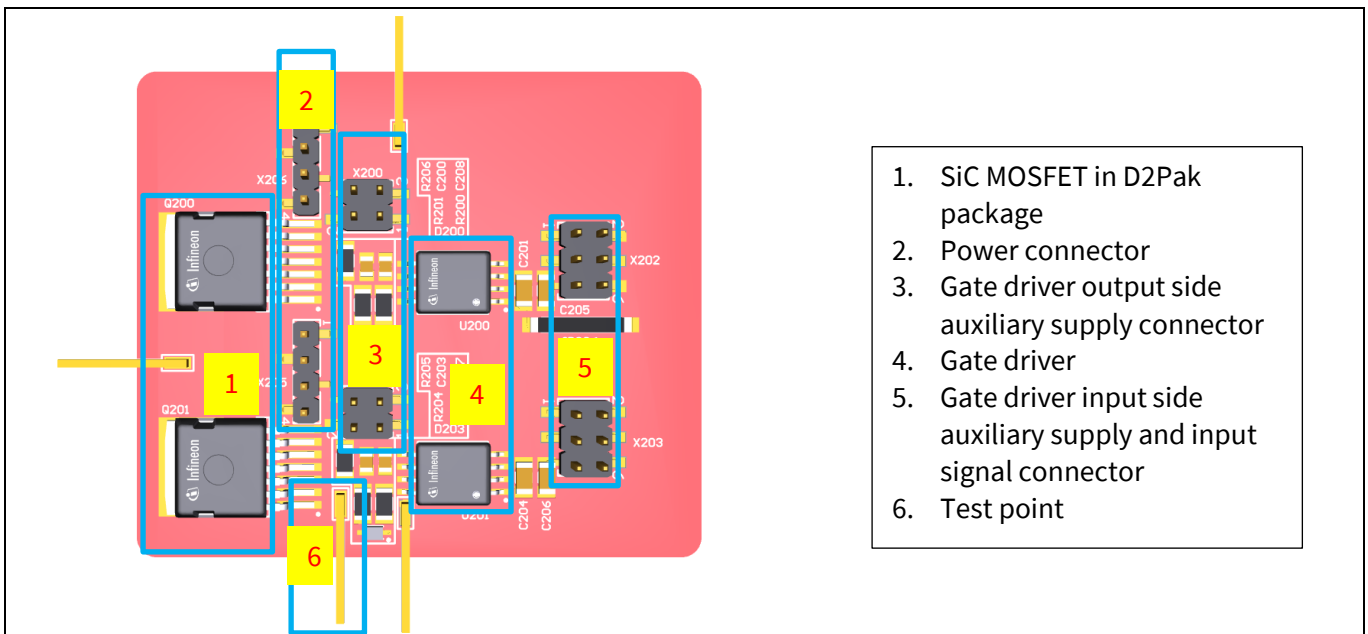 2
X206
X200
Q200
Infineon
R206
C200
C208
R201
R200
D200
C201
Infineon
U200
X202
C205
1
3
4
5
Q201
Infineon
R205
C203
R204
D203
Infineon
X203
C204
C206
6
1. SiC MOSFET in D2Pak
package
2. Power connector
3. Gate driver output side
auxiliary supply connector
4. Gate driver
5. Gate driver input side
auxiliary supply and input
signal connector
6. Test point